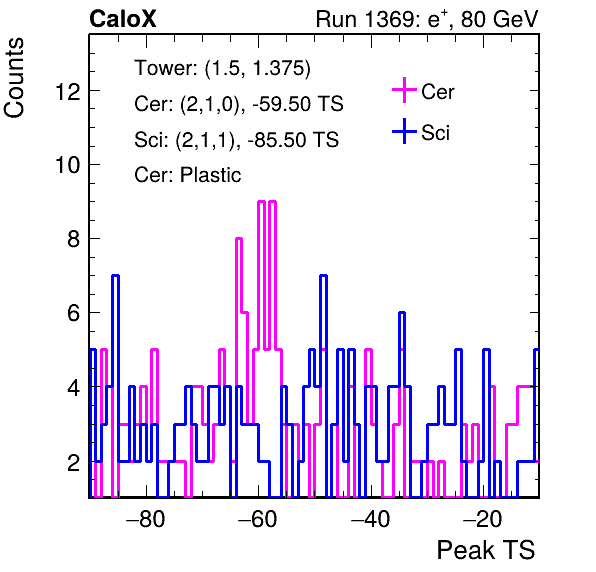 CaloX Run 1369: e⁺, 80 GeV
Counts
Tower: (1.5, 1.375)
Cer: (2,1,0), -59.50 TS
Sci: (2,1,1), -85.50 TS
Cer: Plastic
Cer
Sci
12
10
8
6
4
2
−80 −60 −40 −20
Peak TS